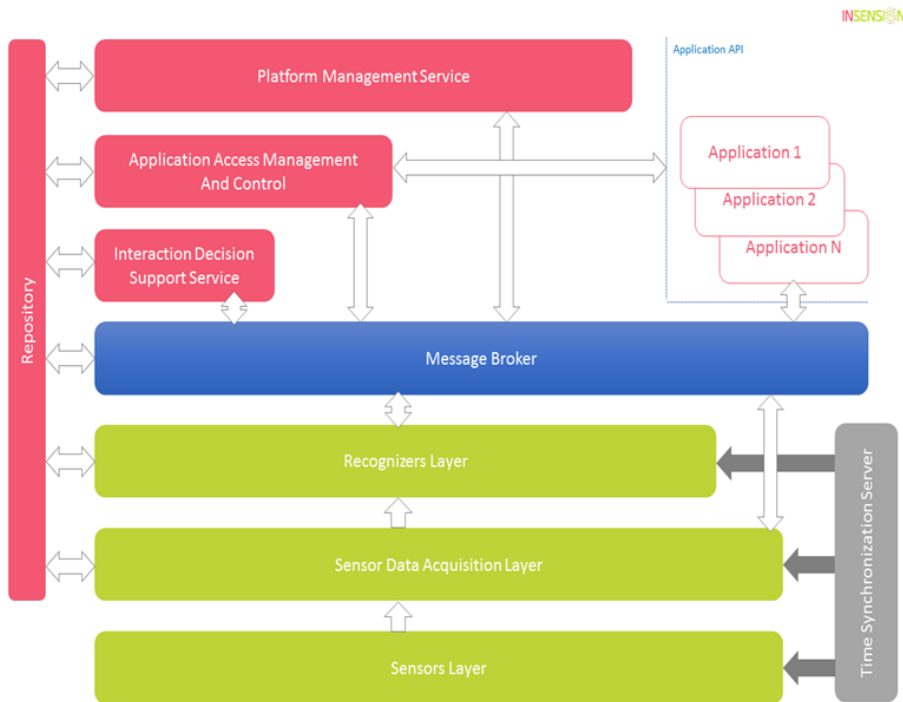 INSENSION
Application API
Platform Management Service
Application Access Management
And Control
Application 1
Application 2
Application N
Interaction Decision
Support Service
Repository
Message Broker
Recognizers Layer
Sensor Data Acquisition Layer
Sensors Layer
Time Synchronization Server